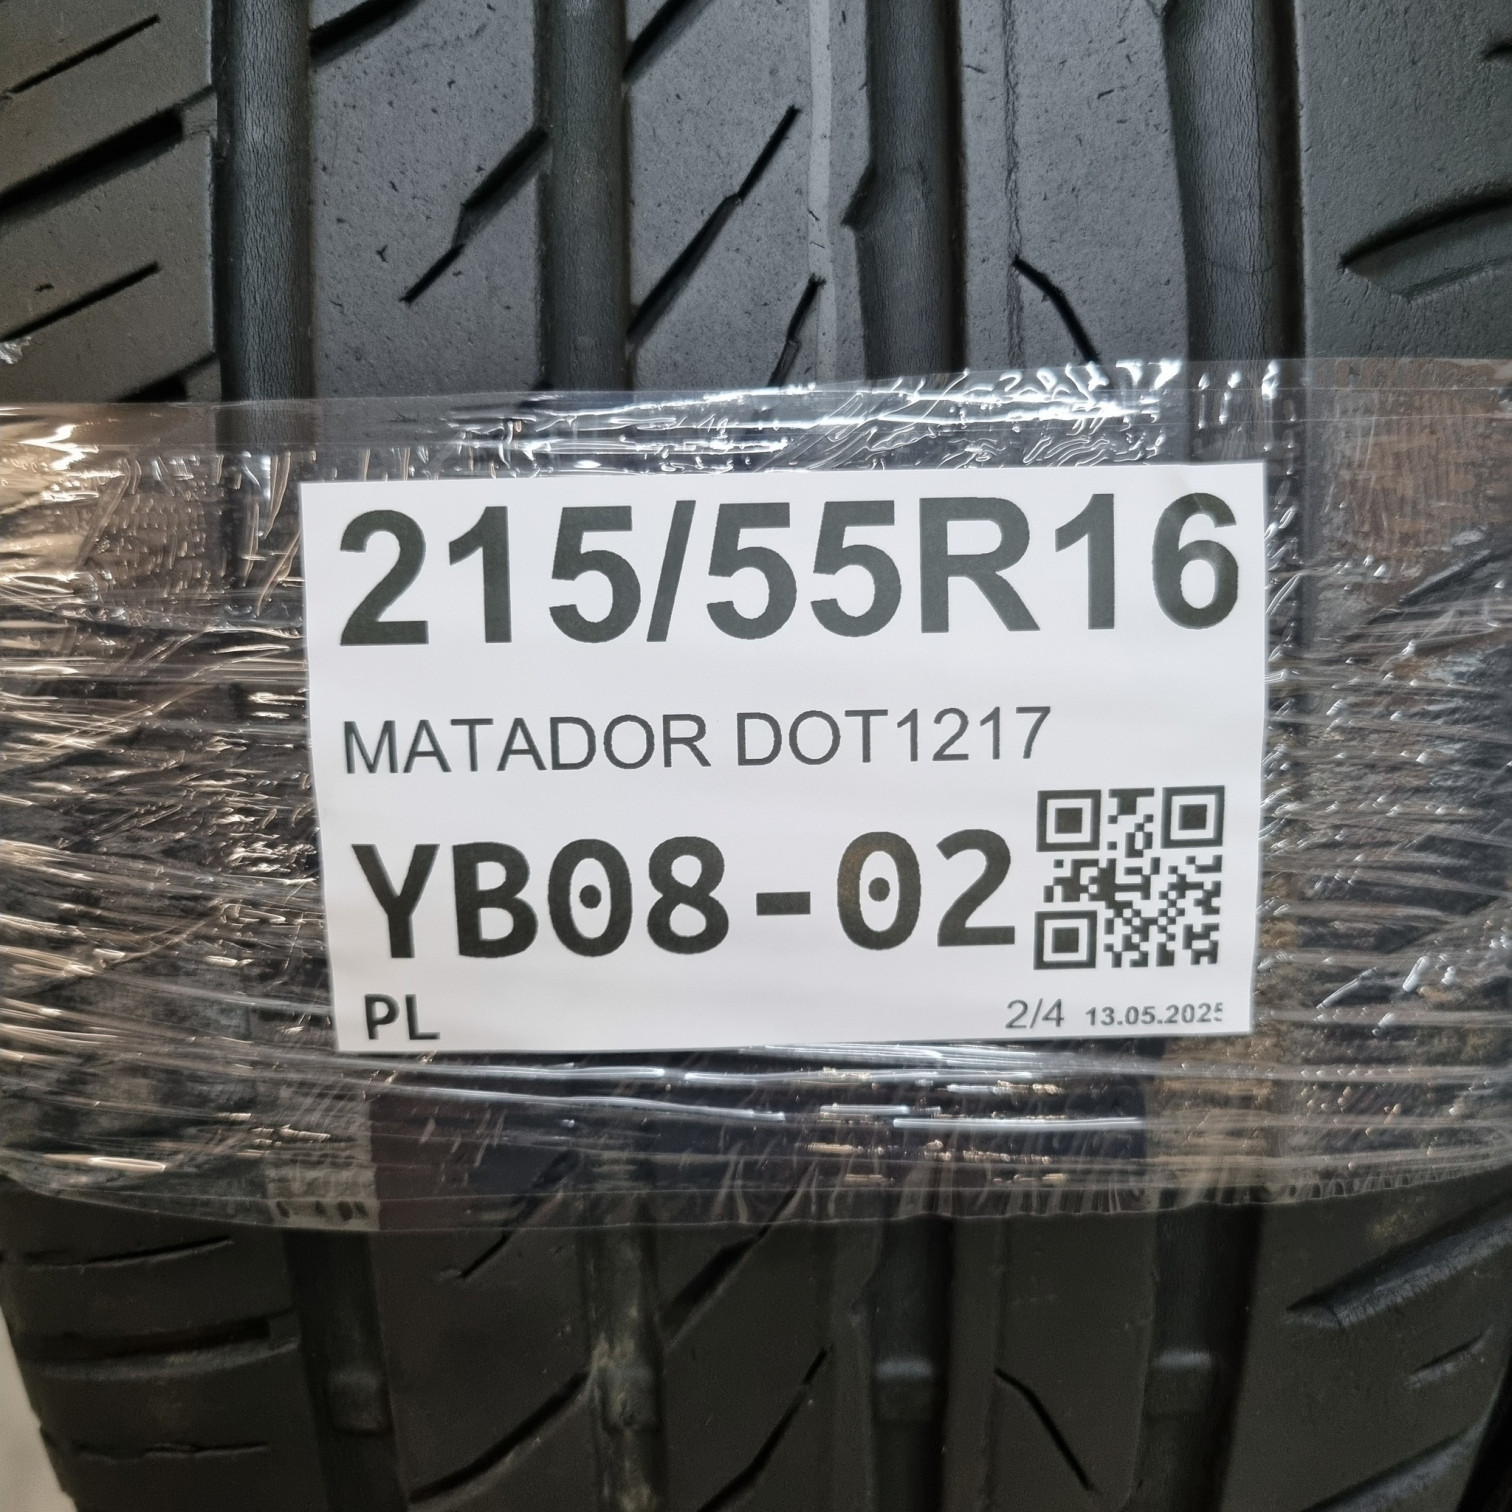 215/55R16
MATADOR DOT1217
YB08-02
PL 2/4 13.05.2025